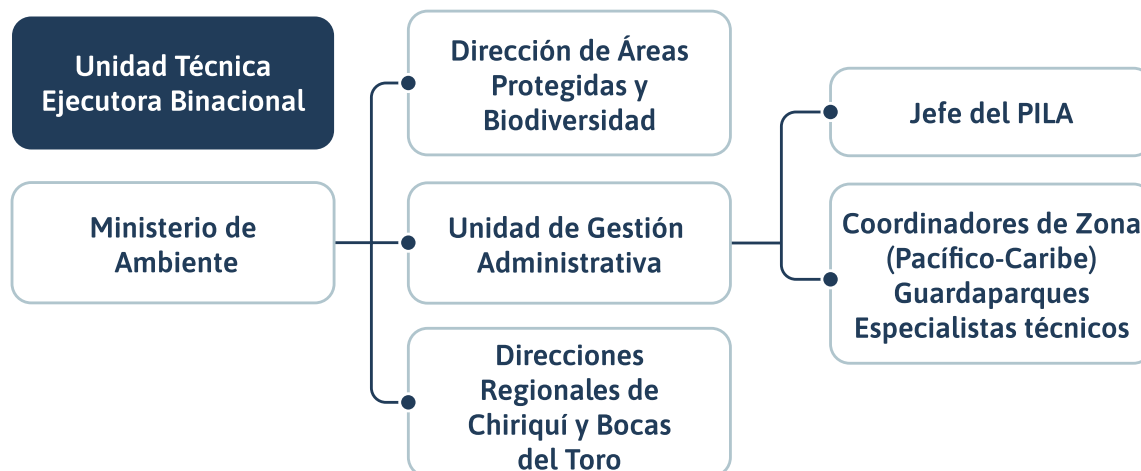 Unidad Técnica
Ejecutora Binacional
Ministerio de
Ambiente
Dirección de Áreas
Protegidas y
Biodiversidad
Unidad de Gestión
Administrativa
Direcciones
Regionales de
Chiriquí y Bocas
del Toro
Jefe del PILA
Coordinadores de Zona
(Pacífico-Caribe)
Guardaparques
Especialistas técnicos